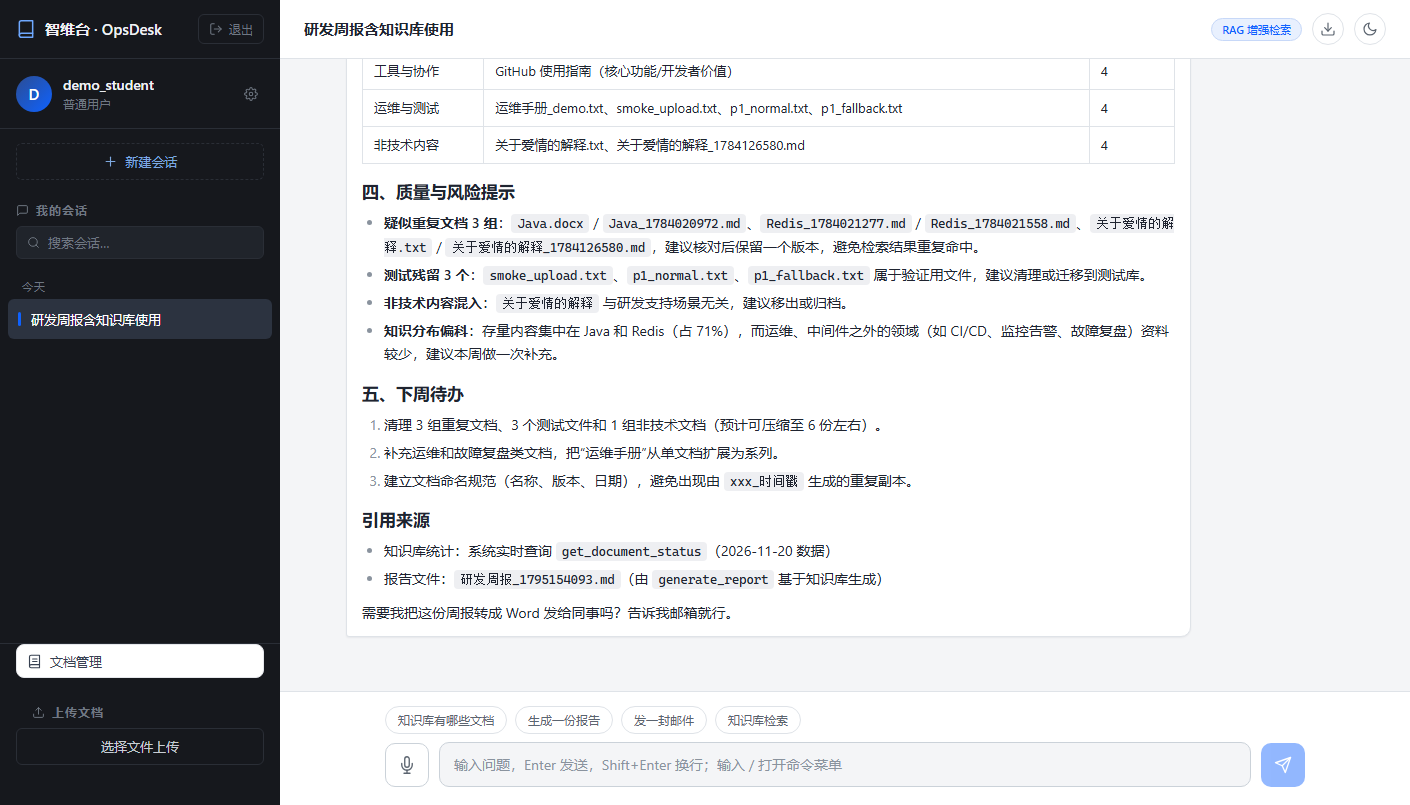 智维台 · OpsDesk
退出
D
demo_student
普通用户
新建会话
我的会话
搜索会话...
今天
研发周报含知识库使用
文档管理
上传文档
选择文件上传
研发周报含知识库使用
RAG 增强检索
工具与协作 GitHub 使用指南（核心功能/开发者价值） 4
运维与测试 运维手册_demo.txt、smoke_upload.txt、p1_normal.txt、p1_fallback.txt 4
非技术内容 关于爱情的解释.txt、关于爱情的解释_1784126580.md 4
四、质量与风险提示
疑似重复文档 3 组：Java.docx / Java_1784020972.md、Redis_1784021277.md / Redis_1784021558.md、关于爱情的解
释.txt / 关于爱情的解释_1784126580.md，建议核对后保留一个版本，避免检索结果重复命中。
测试残留 3 个：smoke_upload.txt、p1_normal.txt、p1_fallback.txt 属于验证用文件，建议清理或迁移到测试库。
非技术内容混入：关于爱情的解释 与研发支持场景无关，建议移出或归档。
知识分布偏科：存量内容集中在 Java 和 Redis（占 71%），而运维、中间件之外的领域（如 CI/CD、监控告警、故障复盘）资料
较少，建议本周做一次补充。
五、下周待办
1. 清理 3 组重复文档、3 个测试文件和 1 组非技术文档（预计可压缩至 6 份左右）。
2. 补充运维和故障复盘类文档，把“运维手册”从单文档扩展为系列。
3. 建立文档命名规范（名称、版本、日期），避免出现由 xxx_时间戳 生成的重复副本。
引用来源
知识库统计：系统实时查询 get_document_status（2026-11-20 数据）
报告文件：研发周报_1795154093.md（由 generate_report 基于知识库生成）
需要我把这份周报转成 Word 发给同事吗？告诉我邮箱就行。
知识库有哪些文档 生成一份报告 发一封邮件 知识库检索
输入问题，Enter 发送，Shift+Enter 换行；输入 / 打开命令菜单